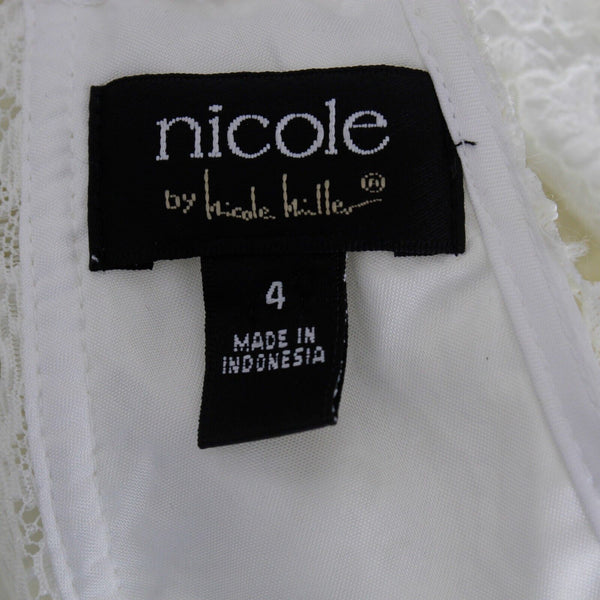 nicole
by Nicole Miller ®
4
MADE IN
INDONESIA